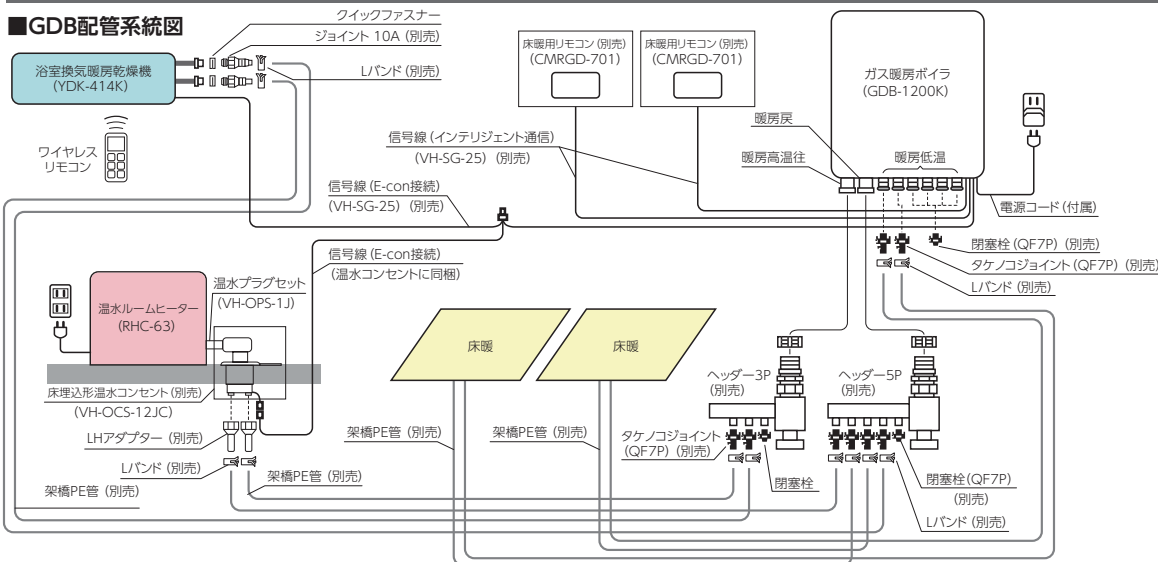 ■GDB配管系統図
クイックファスナー
ジョイント 10A (別売)
Lバンド (別売)
浴室換気暖房乾燥機
(YDK-414K)
ワイヤレス
リモコン
床暖用リモコン (別売)
(CMRGD-701)
床暖用リモコン (別売)
(CMRGD-701)
ガス暖房ボイラ
(GDB-1200K)
暖房戻
暖房高温往
暖房低温
信号線 (インテリジェント通信)
(VH-SG-25) (別売)
信号線 (E-con接続)
(VH-SG-25) (別売)
電源コード (付属)
信号線 (E-con接続)
(温水コンセントに同梱)
閉塞栓 (QF7P) (別売)
タケノコジョイント (QF7P) (別売)
Lバンド (別売)
温水プラグセット
(VH-OPS-1J)
温水ルームヒーター
(RHC-63)
床暖
床暖
床埋込形温水コンセント (別売)
(VH-OCS-12JC)
ヘッダー3P
(別売)
ヘッダー5P
(別売)
LHアダプター (別売)
架橋PE管 (別売)
架橋PE管 (別売)
タケノコジョイント
(QF7P) (別売)
Lバンド (別売)
架橋PE管 (別売)
架橋PE管 (別売)
閉塞栓
閉塞栓(QF7P)
(別売)
Lバンド (別売)